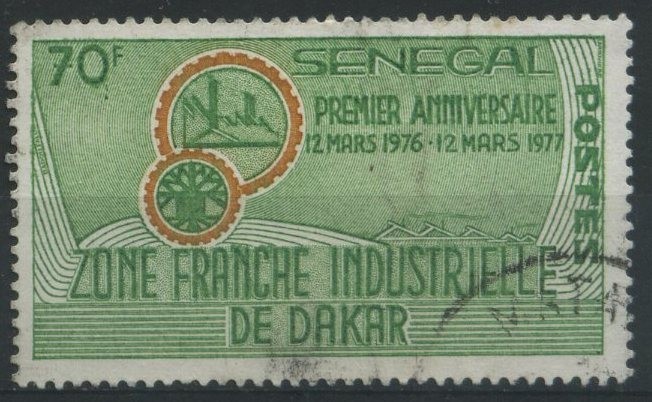 70F
SENEGAL
PREMIER ANNIVERSAIRE
12 MARS 1976 · 12 MARS 1977
POSTES
ZONE FRANCHE INDUSTRIELLE
DE DAKAR